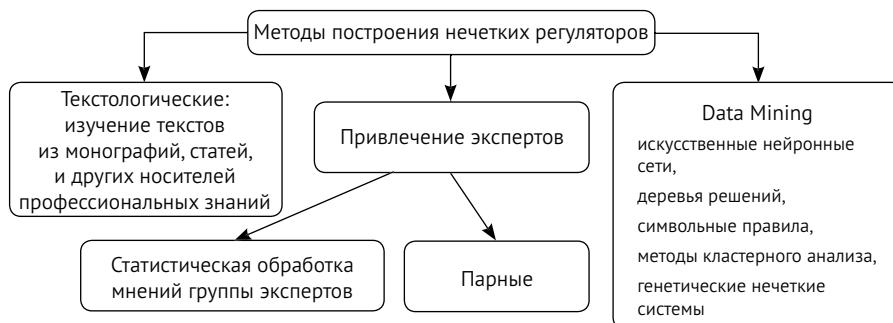 Методы построения нечетких регуляторов
Текстологические:
изучение текстов
из монографий, статей,
и других носителей
профессиональных знаний
Привлечение экспертов
Data Mining
искусственные нейронные
сети,
деревья решений,
символьные правила,
методы кластерного анализа,
генетические нечеткие
системы
Статистическая обработка
мнений группы экспертов
Парные